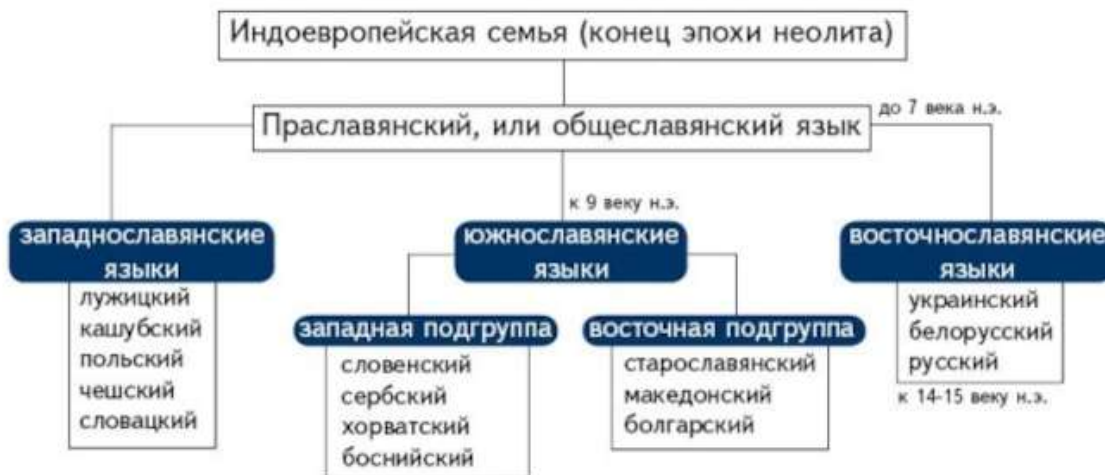 Индоевропейская семья (конец эпохи неолита)
Праславянский, или общеславянский язык
до 7 века н.э.
к 9 веку н.э.
западнославянские
языки
лужицкий
кашубский
польский
чешский
словацкий
южнославянские
языки
западная подгруппа
словенский
сербский
хорватский
боснийский
восточная подгруппа
старославянский
македонский
болгарский
восточнославянские
языки
украинский
белорусский
русский
к 14-15 веку н.э.